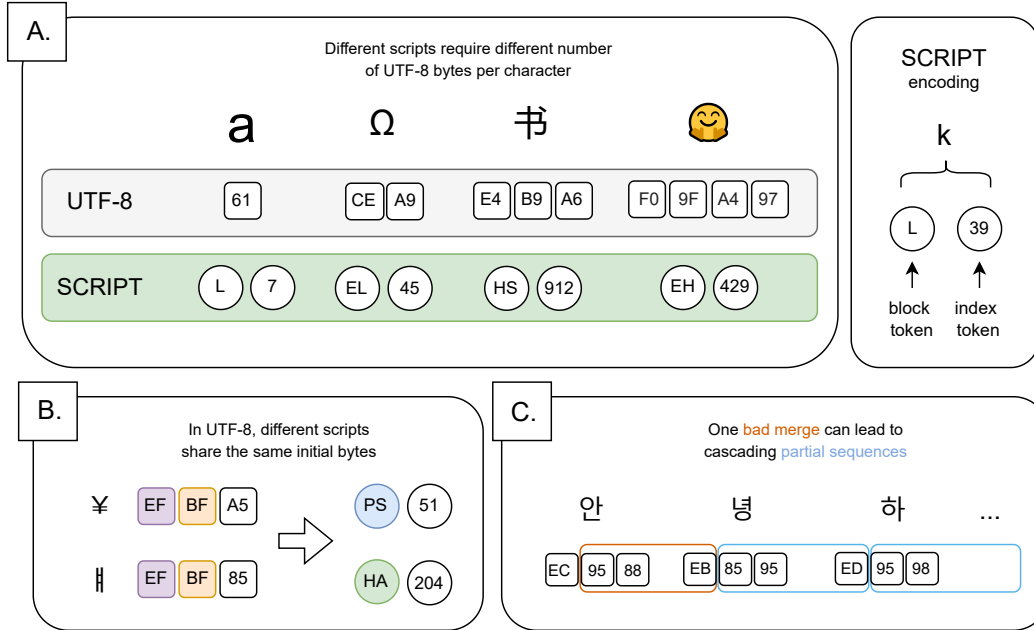 A.
Different scripts require different number
of UTF-8 bytes per character
a Ω 书 🤗
UTF-8 61 CE A9 E4 B9 A6 F0 9F A4 97
SCRIPT L 7 EL 45 HS 912 EH 429
SCRIPT
encoding
k
L 39
block index
token token
B.
In UTF-8, different scripts
share the same initial bytes
¥ EF BF A5 PS 51
ㅐ EF BF 85 HA 204
C.
One bad merge can lead to
cascading partial sequences
안 녕 하 ...
EC 95 88 EB 85 95 ED 95 98